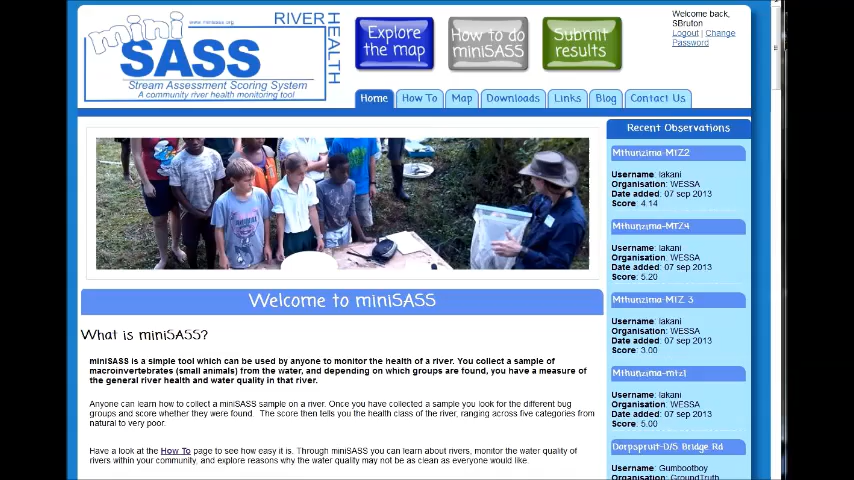 mini
www.minisass.org
RIVER
HEALTH
SASS
Stream Assessment Scoring System
A community river health monitoring tool
Explore
the map
How to do
miniSASS
Submit
results
Welcome back,
SBruton
Logout | Change
Password
Home
How To
Map
Downloads
Links
Blog
Contact Us
Welcome to miniSASS
What is miniSASS?
miniSASS is a simple tool which can be used by anyone to monitor the health of a river. You collect a sample of
macroinvertebrates (small animals) from the water, and depending on which groups are found, you have a measure of
the general river health and water quality in that river.
Anyone can learn how to collect a miniSASS sample on a river. Once you have collected a sample you look for the different bug
groups and score whether they were found. The score then tells you the health class of the river, ranging across five categories from
natural to very poor.
Have a look at the How To page to see how easy it is. Through miniSASS you can learn about rivers, monitor the water quality of
rivers within your community, and explore reasons why the water quality may not be as clean as everyone would like.
Recent Observations
Mthunzima-MTZ2
Username: lakani
Organisation: WESSA
Date added: 07 sep 2013
Score: 4.14
Mthunzima-MTZ4
Username: lakani
Organisation: WESSA
Date added: 07 sep 2013
Score: 5.20
Mthunzima-MTZ 3
Username: lakani
Organisation: WESSA
Date added: 07 sep 2013
Score: 3.00
Mthunzima-mtz1
Username: lakani
Organisation: WESSA
Date added: 07 sep 2013
Score: 5.00
Dorpspruit-D/S Bridge Rd
Username: Gumbootboy
Organisation: GroundTruth